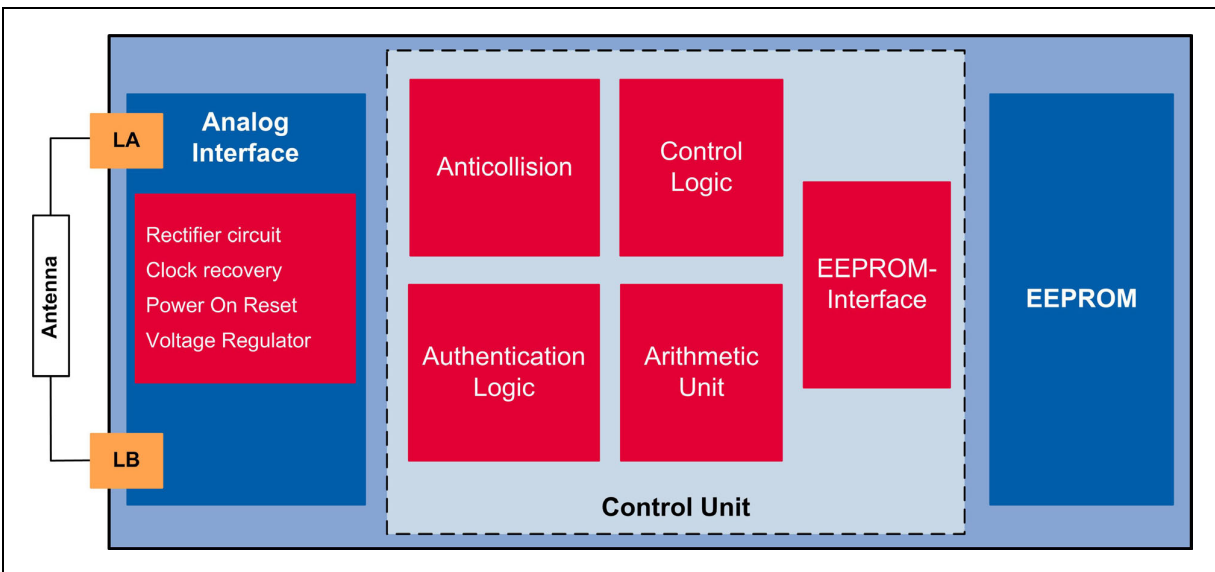 Antenna
LA
LB
Analog
Interface
Rectifier circuit
Clock recovery
Power On Reset
Voltage Regulator
Anticollision
Control
Logic
Authentication
Logic
Arithmetic
Unit
EEPROM-
Interface
Control Unit
EEPROM